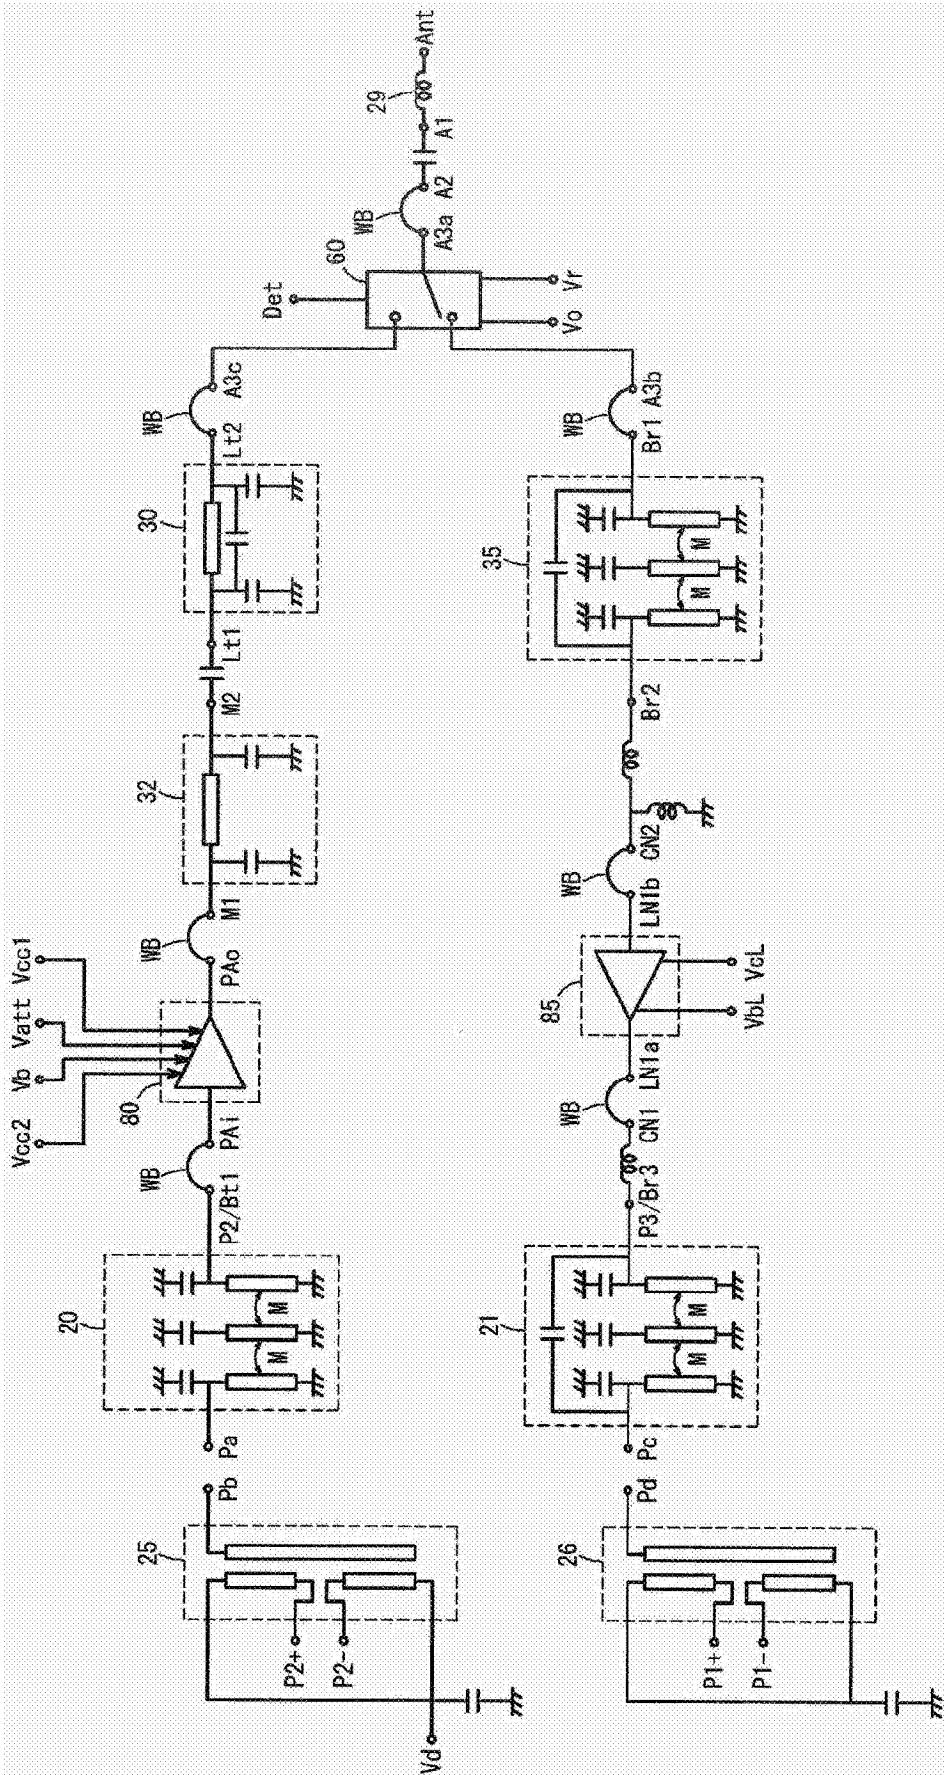 Ant
29
A1
A2
WB
A3a
60
Det
Vr
Vo
A3c
WB
Lt2
30
Lt1
M2
32
M1
WB
PAo
Vcc1
Vatt
Vb
Vcc2
80
PAi
WB
P2/Bt1
20
M
M
Pa
Pb
25
P2+
P2-
Vd
A3b
WB
Br1
35
M
M
Br2
CN2
WB
LN1b
85
VcL
VbL
LN1a
WB
CN1
P3/Br3
21
M
M
Pc
Pd
26
P1+
P1-